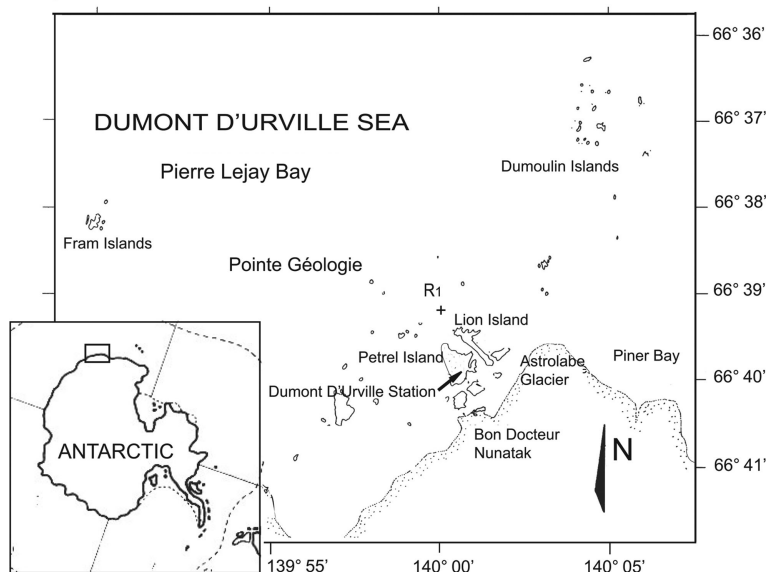 66° 36'
66° 37'
DUMONT D'URVILLE SEA
Dumoulin Islands
Pierre Lejay Bay
66° 38'
Fram Islands
Pointe Géologie
66° 39'
R1
Lion Island
Petrel Island
Astrolabe
Glacier
Piner Bay
66° 40'
Dumont D'Urville Station
Bon Docteur
Nunatak
N
66° 41'
ANTARCTIC
139° 55'
140° 00'
140° 05'